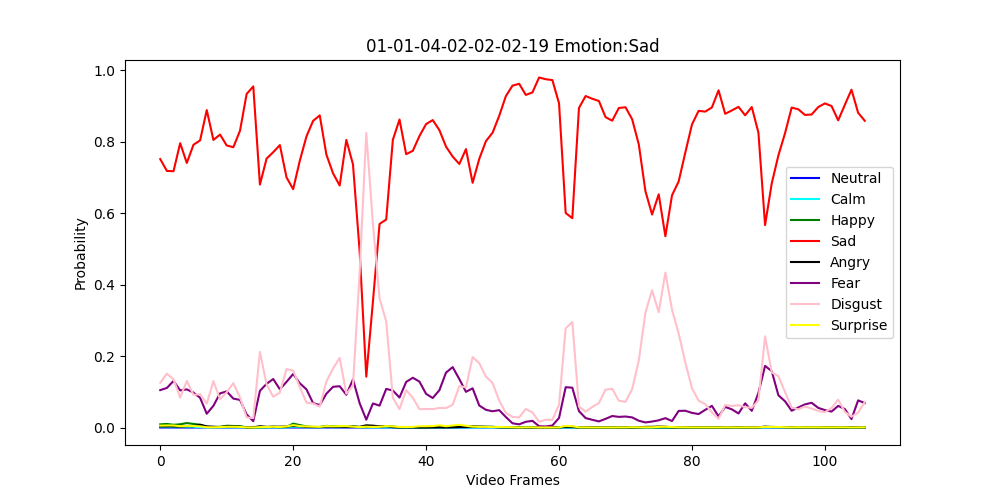 01-01-04-02-02-02-19 Emotion:Sad
Probability
1.0
0.8
0.6
0.4
0.2
0.0
0
20
40
60
80
100
Video Frames
Neutral
Calm
Happy
Sad
Angry
Fear
Disgust
Surprise